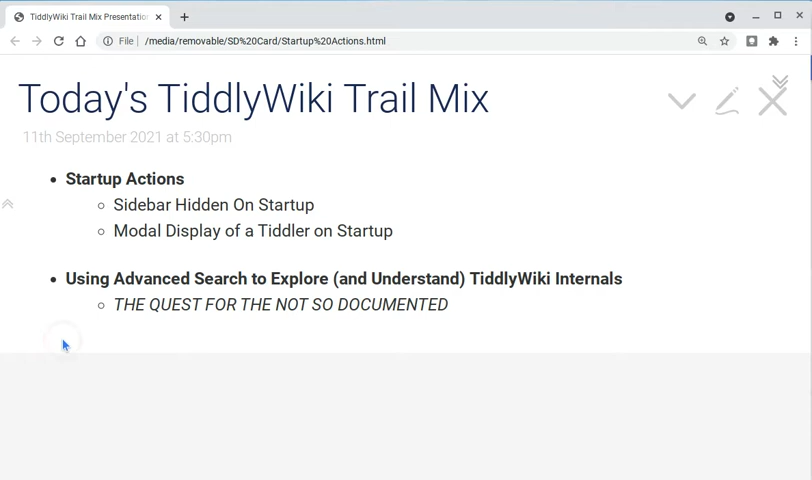 TiddlyWiki Trail Mix Presentation
File
/media/removable/SD%20Card/Startup%20Actions.html
Today's TiddlyWiki Trail Mix
11th September 2021 at 5:30pm
Startup Actions
Sidebar Hidden On Startup
Modal Display of a Tiddler on Startup
Using Advanced Search to Explore (and Understand) TiddlyWiki Internals
THE QUEST FOR THE NOT SO DOCUMENTED